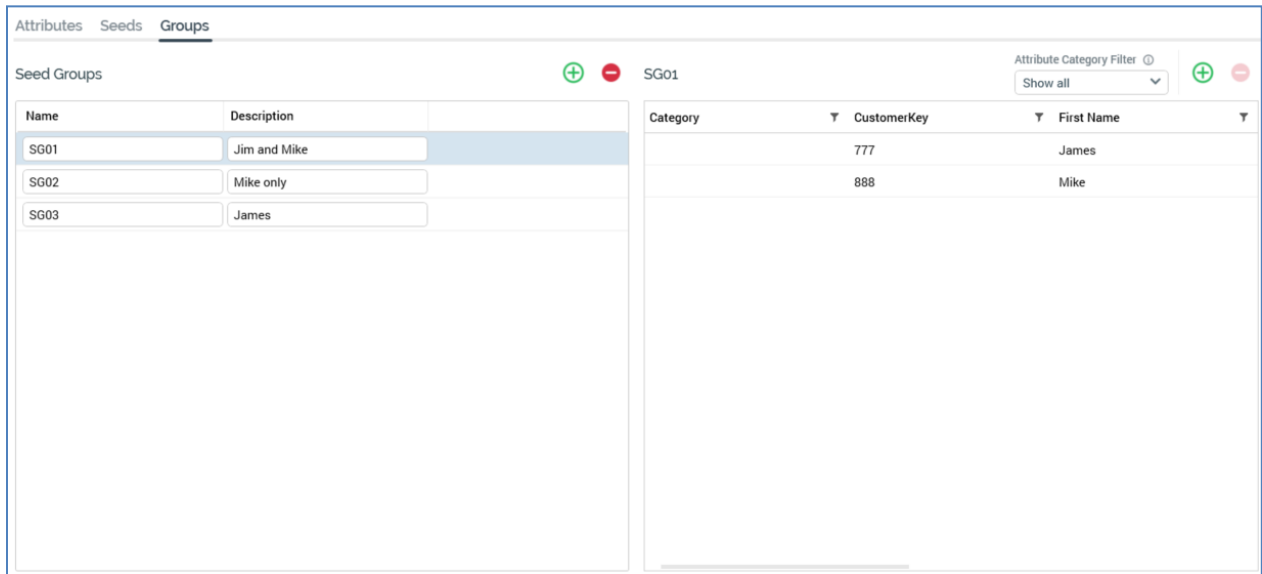 Attributes Seeds Groups
Seed Groups
Name Description
SG01 Jim and Mike
SG02 Mike only
SG03 James
SG01
Attribute Category Filter
Show all
Category CustomerKey First Name
777 James
888 Mike